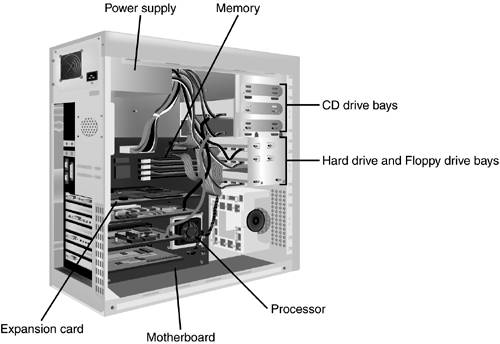 Power supply
Memory
CD drive bays
Hard drive and Floppy drive bays
Processor
Expansion card
Motherboard